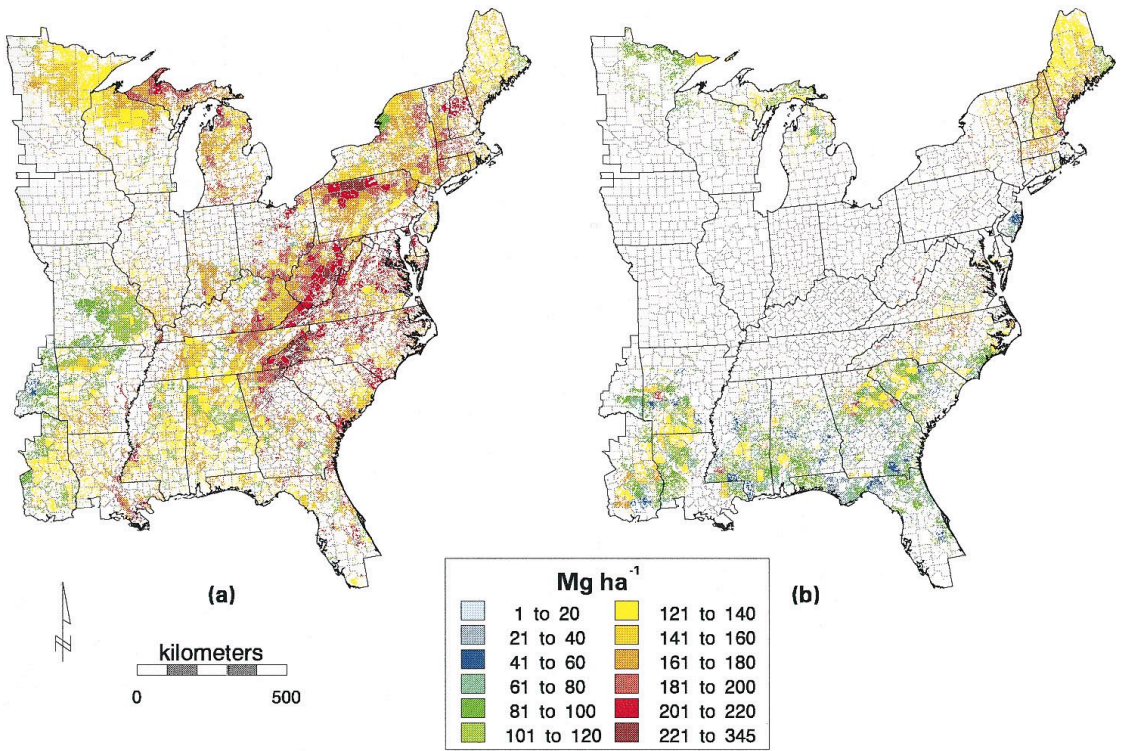 (a)
(b)
N
kilometers
0 500
Mg ha⁻¹
1 to 20
21 to 40
41 to 60
61 to 80
81 to 100
101 to 120
121 to 140
141 to 160
161 to 180
181 to 200
201 to 220
221 to 345